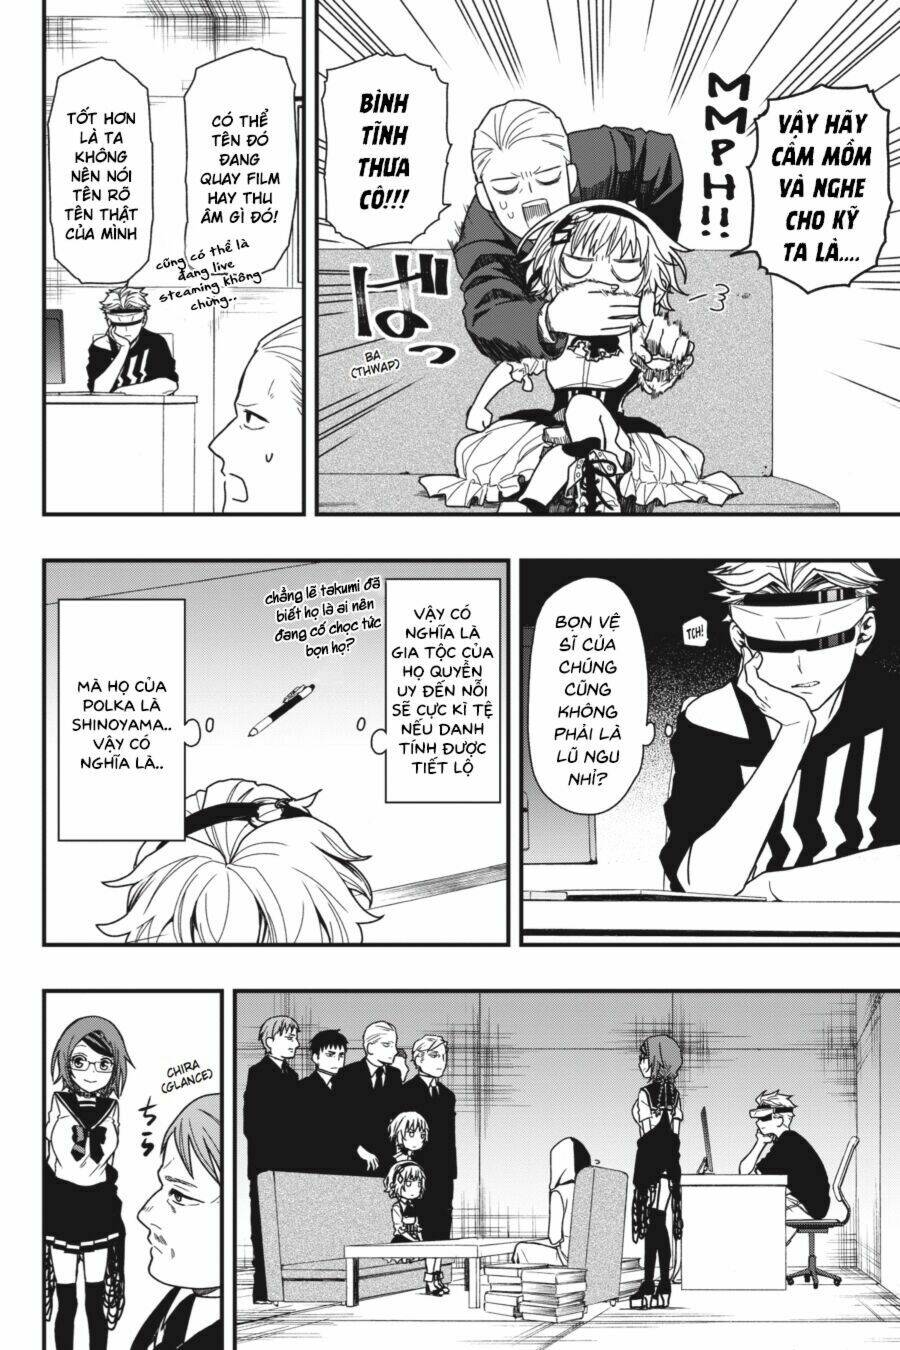 VẬY HÃY
CÂM MỒM
VÀ NGHE
CHO KỸ
TA LÀ....
MMPH!!
BÌNH
TĨNH
THƯA
CÔ!!!
ばっ
BA
(THWAP)
CÓ THỂ
TÊN ĐÓ
ĐANG
QUAY FILM
HAY THU
ÂM GÌ ĐÓ!
TỐT HƠN
LÀ TA
KHÔNG
NÊN NÓI
TÊN RÕ
TÊN THẬT
CỦA MÌNH
cũng có thể là
đang live
steaming không
chừng..
TCH!
BỌN VỆ
SĨ CỦA
CHÚNG
CŨNG
KHÔNG
PHẢI LÀ
LŨ NGU
NHỈ?
VẬY CÓ
NGHĨA LÀ
GIA TỘC CỦA
HỌ QUYỀN
UY ĐẾN NỖI
SẼ CỰC KÌ TỆ
NẾU DANH
TÍNH ĐƯỢC
TIẾT LỘ
chẳng lẽ takumi đã
biết họ là ai nên
đang cố chọc tức
bọn họ?
MÀ HỌ CỦA
POLKA LÀ
SHINOYAMA..
VẬY CÓ
NGHĨA LÀ..
CHIRA
(GLANCE)
ちら